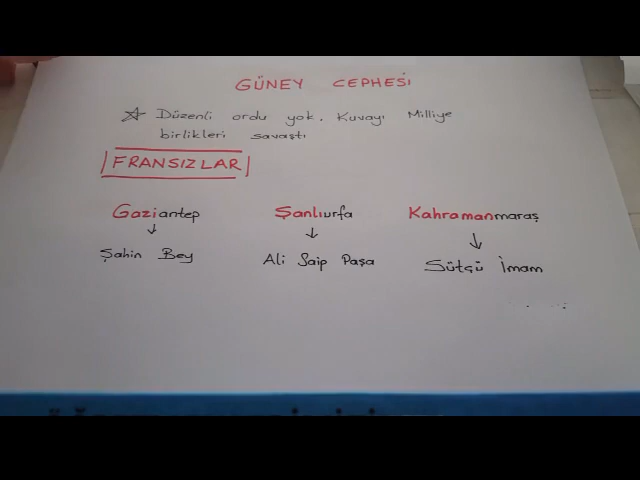 GÜNEY CEPHESİ
☆ Düzenli ordu yok. Kuvayı Milliye
birlikleri savaştı
FRANSIZLAR
Gaziantep Şanlıurfa Kahramanmaraş
↓ ↓ ↓
Şahin Bey Ali Saip Paşa Sütçü İmam